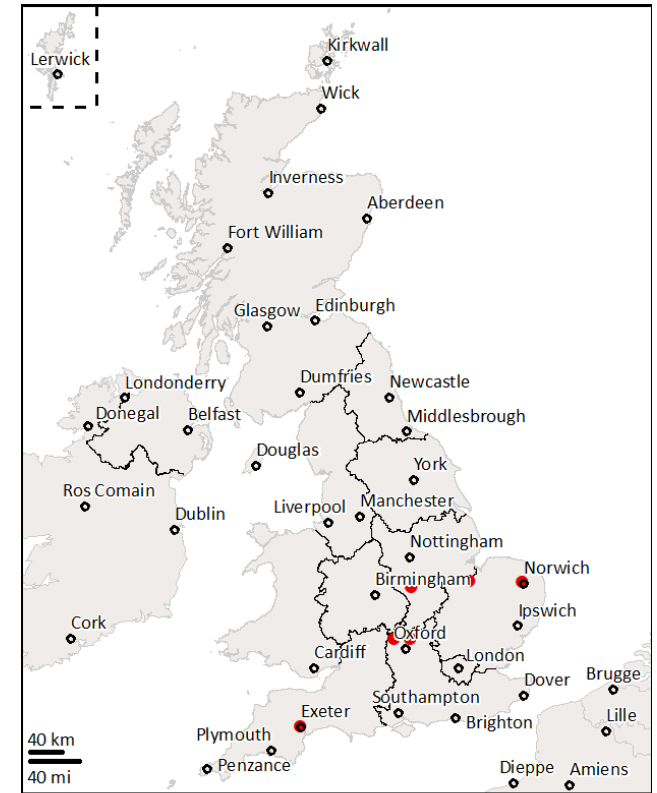 Kirkwall
Lerwick
Wick
Inverness
Aberdeen
Fort William
Glasgow
Edinburgh
Dumfries
Londonderry
Newcastle
Donegal
Belfast
Middlesbrough
Douglas
York
Ros Comain
Liverpool
Manchester
Dublin
Nottingham
Birmingham
Norwich
Ipswich
Cork
Oxford
Cardiff
London
Dover
Brugge
Southampton
Exeter
Brighton
Lille
Plymouth
40 km
Penzance
40 mi
Dieppe
Amiens